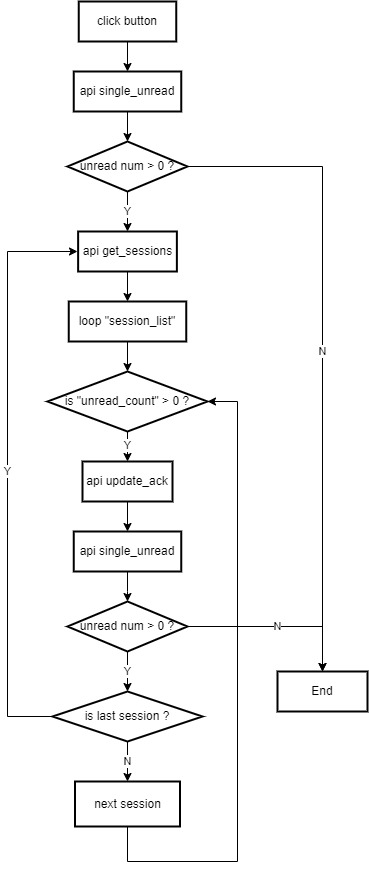 click button
api single_unread
unread num > 0 ?
Y
N
api get_sessions
loop "session_list"
is "unread_count" > 0 ?
Y
Y
api update_ack
api single_unread
unread num > 0 ?
N
Y
End
is last session ?
N
next session